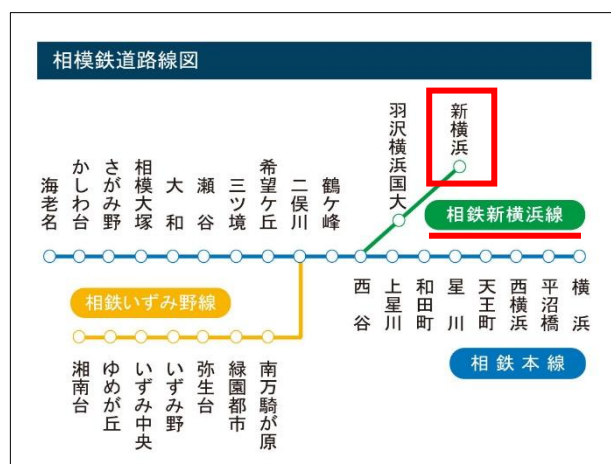 相模鉄道路線図
海老名
かしわ台
さがみ野
相模大塚
大和
瀬谷
三ツ境
希望ケ丘
二俣川
鶴ケ峰
羽沢横浜国大
新横浜
相鉄新横浜線
西谷
上星川
和田町
星川
天王町
西横浜
平沼橋
横浜
相鉄いずみ野線
相鉄本線
湘南台
ゆめが丘
いずみ中央
いずみ野
弥生台
緑園都市
南万騎が原